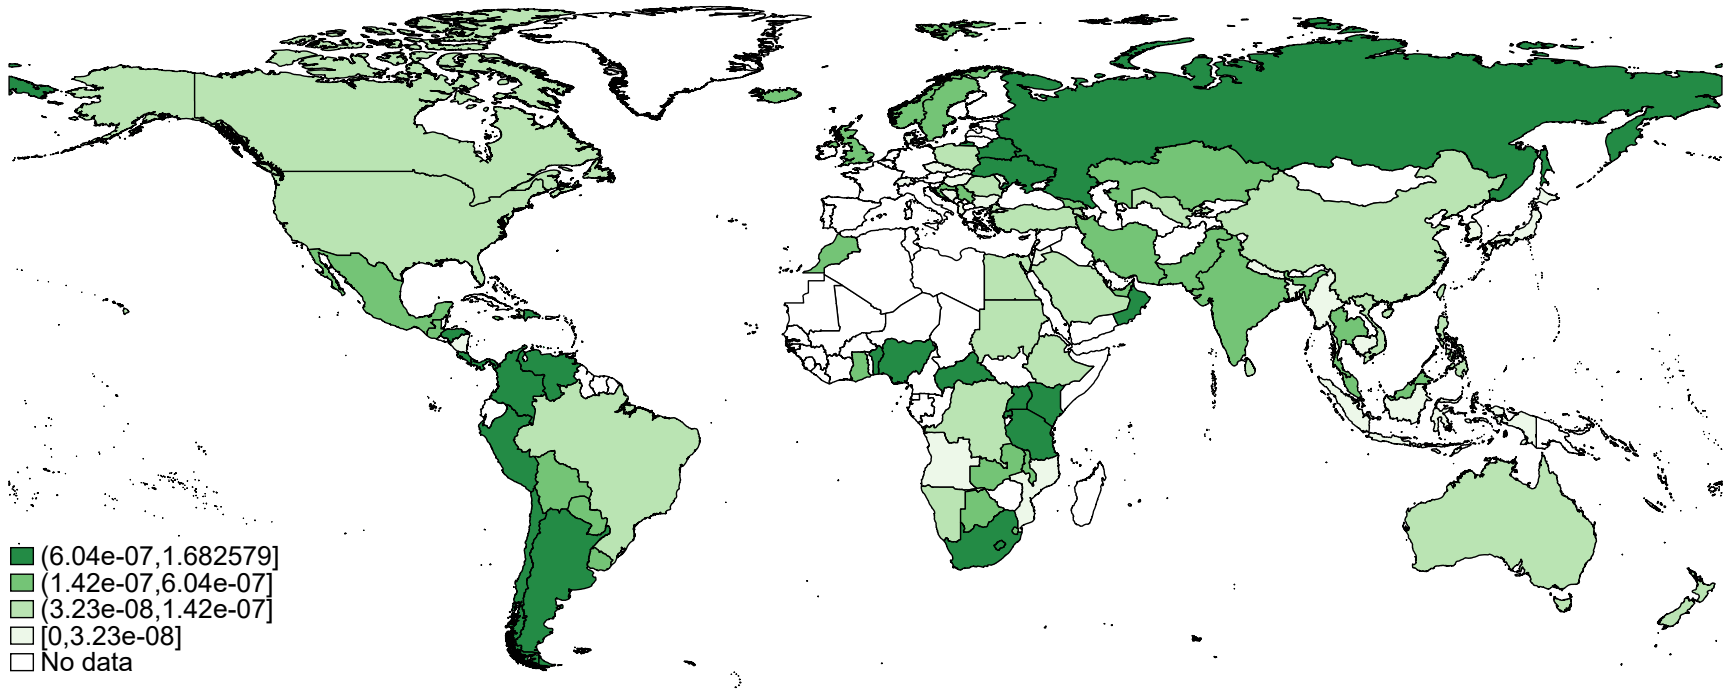 (6.04e-07,1.682579]
(1.42e-07,6.04e-07]
(3.23e-08,1.42e-07]
[0,3.23e-08]
No data